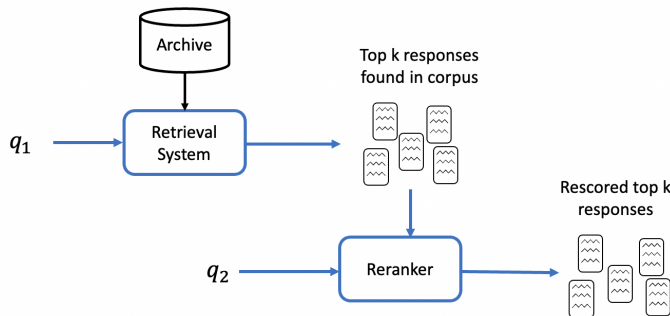 Archive
Top k responses
found in corpus
q₁
Retrieval
System
Rescored top k
responses
q₂
Reranker